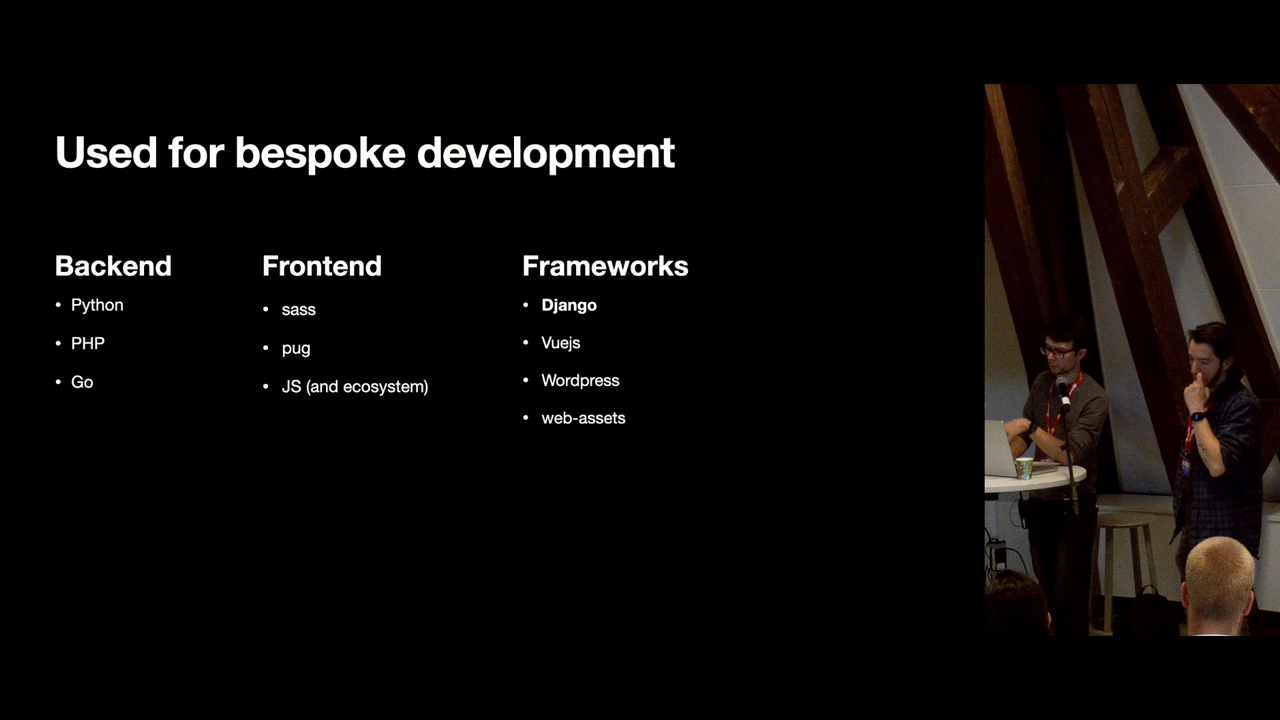 Used for bespoke development
Backend
• Python
• PHP
• Go
Frontend
• sass
• pug
• JS (and ecosystem)
Frameworks
• Django
• Vuejs
• Wordpress
• web-assets